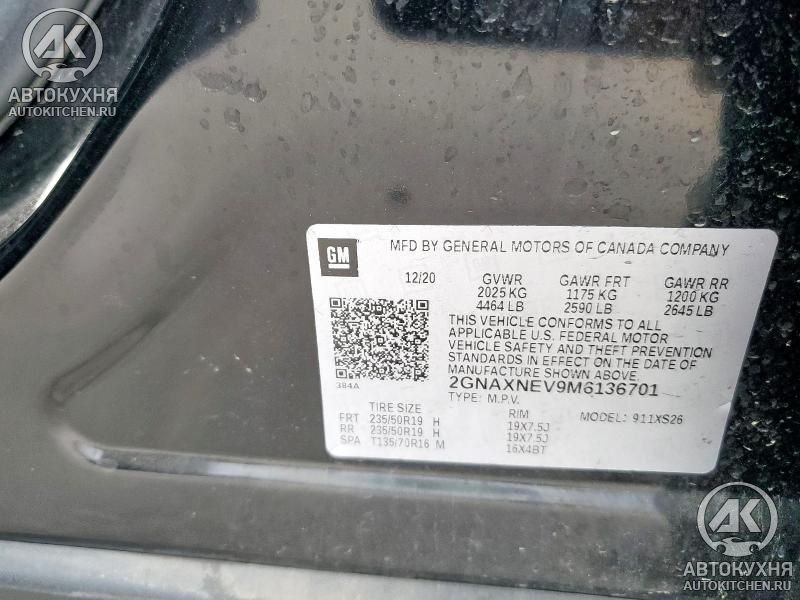 АК
АВТОКУХНЯ
AUTOKITCHEN.RU
GM
MFD BY GENERAL MOTORS OF CANADA COMPANY
12/20 GVWR GAWR FRT GAWR RR
2025 KG 1175 KG 1200 KG
4464 LB 2590 LB 2645 LB
THIS VEHICLE CONFORMS TO ALL
APPLICABLE U.S. FEDERAL MOTOR
VEHICLE SAFETY AND THEFT PREVENTION
STANDARDS IN EFFECT ON THE DATE OF
MANUFACTURE SHOWN ABOVE.
384A
2GNAXNEV9M6136701
TYPE: M.P.V.
TIRE SIZE RIM MODEL: 911XS26
FRT 235/50R19 H 19X7.5J
RR 235/50R19 H 19X7.5J
SPA T135/70R16 M 16X4BT
АК
АВТОКУХНЯ
AUTOKITCHEN.RU